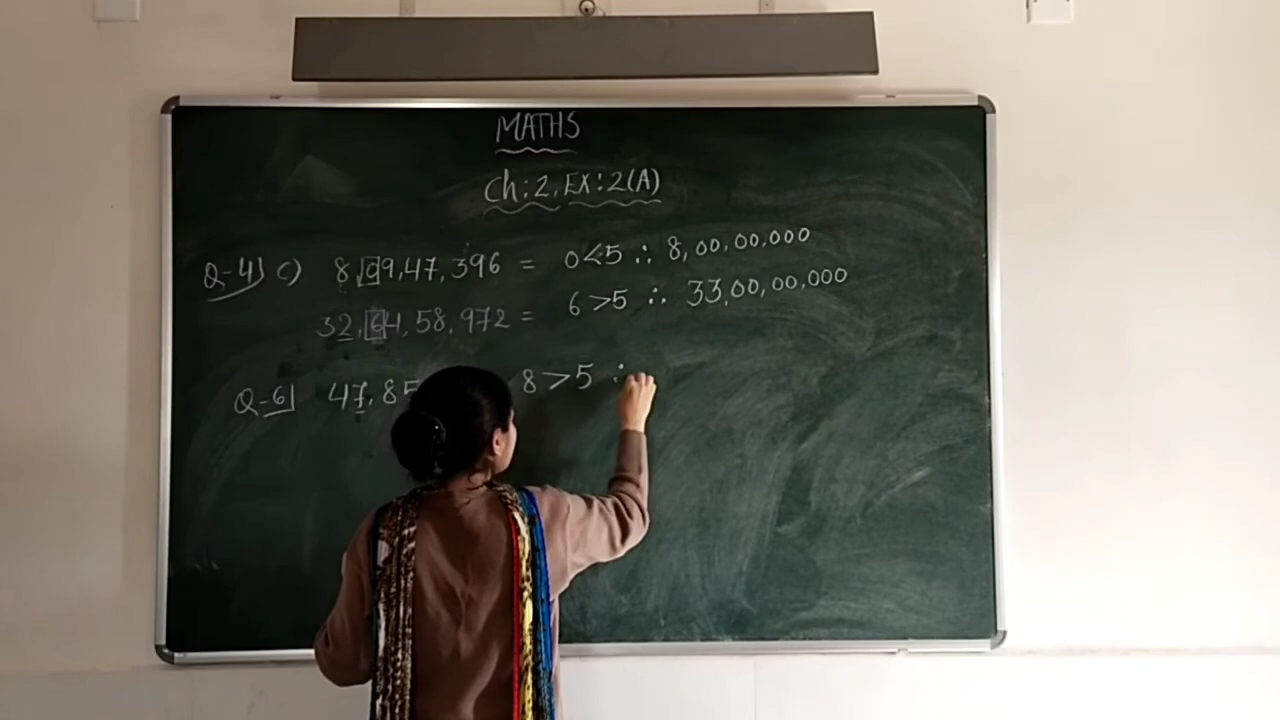 MATHS
Ch:2, EX:2(A)
Q-4) c) 8,09,47,396 = 0<5 ∴ 8,00,00,000
32,64,58,972 = 6>5 ∴ 33,00,00,000
Q-6) 47,85 8>5 ∴